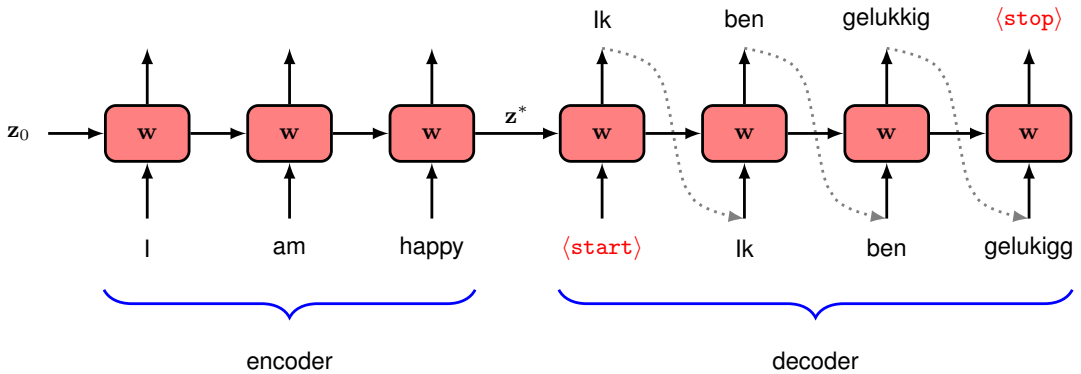 Ik ben gelukkig ⟨stop⟩
z₀ w w w z* w w w w
I am happy ⟨start⟩ Ik ben gelukigg
encoder decoder